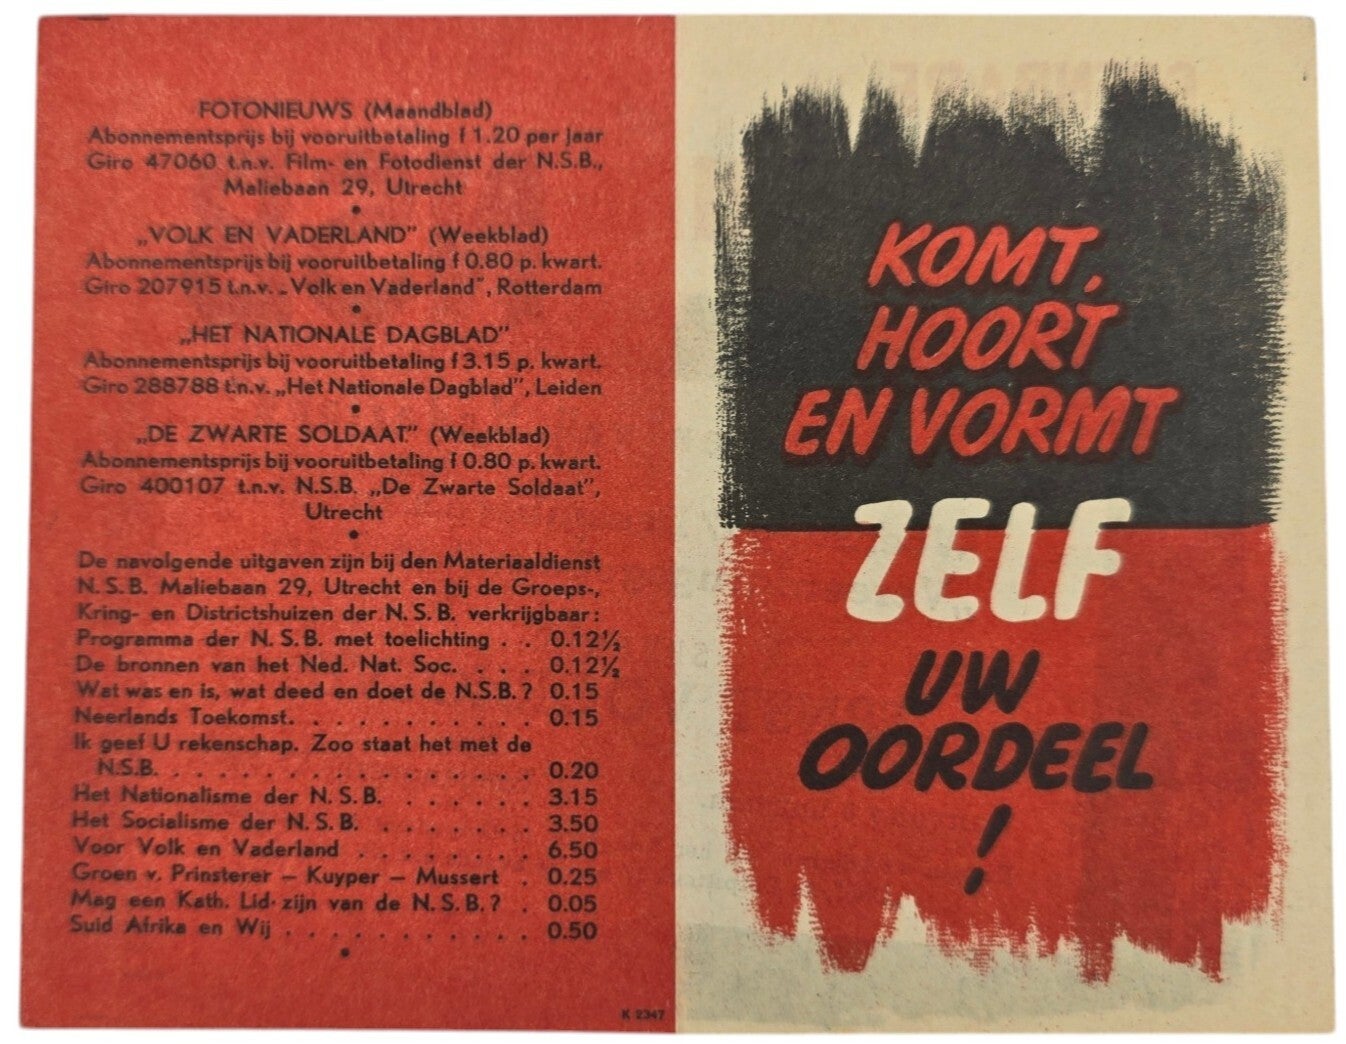 FOTONIEUWS (Maandblad)
Abonnementsprijs bij vooruitbetaling f 1.20 per jaar
Giro 47060 t.n.v. Film- en Fotodienst der N.S.B.,
Maliebaan 29, Utrecht
•
„VOLK EN VADERLAND” (Weekblad)
Abonnementsprijs bij vooruitbetaling f 0.80 p. kwart.
Giro 207915 t.n.v. „Volk en Vaderland”, Rotterdam
•
„HET NATIONALE DAGBLAD”
Abonnementsprijs bij vooruitbetaling f 3.15 p. kwart.
Giro 288788 t.n.v. „Het Nationale Dagblad”, Leiden
•
„DE ZWARTE SOLDAAT” (Weekblad)
Abonnementsprijs bij vooruitbetaling f 0.80 p. kwart.
Giro 400107 t.n.v. N.S.B. „De Zwarte Soldaat”,
Utrecht
•
De navolgende uitgaven zijn bij den Materiaaldienst
N.S.B. Maliebaan 29, Utrecht en bij de Groeps-,
Kring- en Districtshuizen der N.S.B. verkrijgbaar:
Programma der N.S.B. met toelichting . . 0.12½
De bronnen van het Ned. Nat. Soc. . . . 0.12½
Wat was en is, wat deed en doet de N.S.B.? 0.15
Neerlands Toekomst. . . . . . . . . . . 0.15
Ik geef U rekenschap. Zoo staat het met de
N.S.B. . . . . . . . . . . . . . . . . 0.20
Het Nationalisme der N.S.B. . . . . . . 3.15
Het Socialisme der N.S.B. . . . . . . . 3.50
Voor Volk en Vaderland . . . . . . . . 6.50
Groen v. Prinsterer — Kuyper — Mussert . 0.25
Mag een Kath. Lid zijn van de N.S.B.? . 0.05
Suid Afrika en Wij . . . . . . . . . . . 0.50
•
K 2347
KOMT,
HOORT
EN VORMT
ZELF
UW
OORDEEL
!